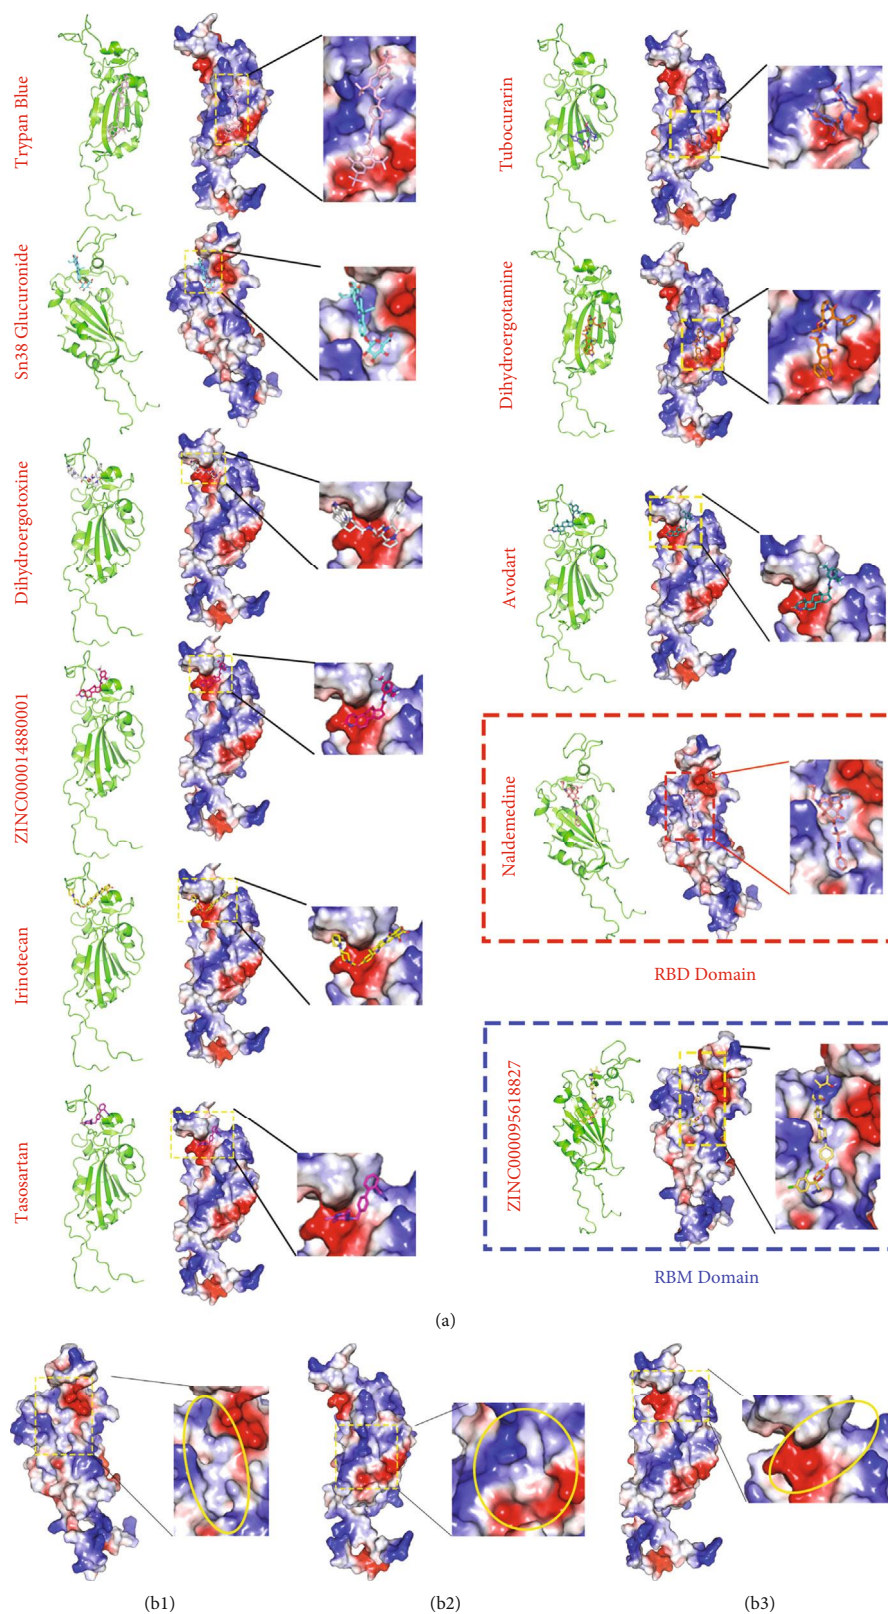 Trypan Blue
Sn38 Glucuronide
Dihydroergotoxine
ZINC000014880001
Irinotecan
Tasosartan
Tubocurarin
Dihydroergotamine
Avodart
Naldemedine
RBD Domain
ZINC000095618827
RBM Domain
(a)
(b1)
(b2)
(b3)